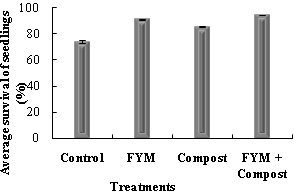 Average survival of seedlings
(%)
100
80
60
40
20
0
Control FYM Compost FYM +
Compost
Treatments